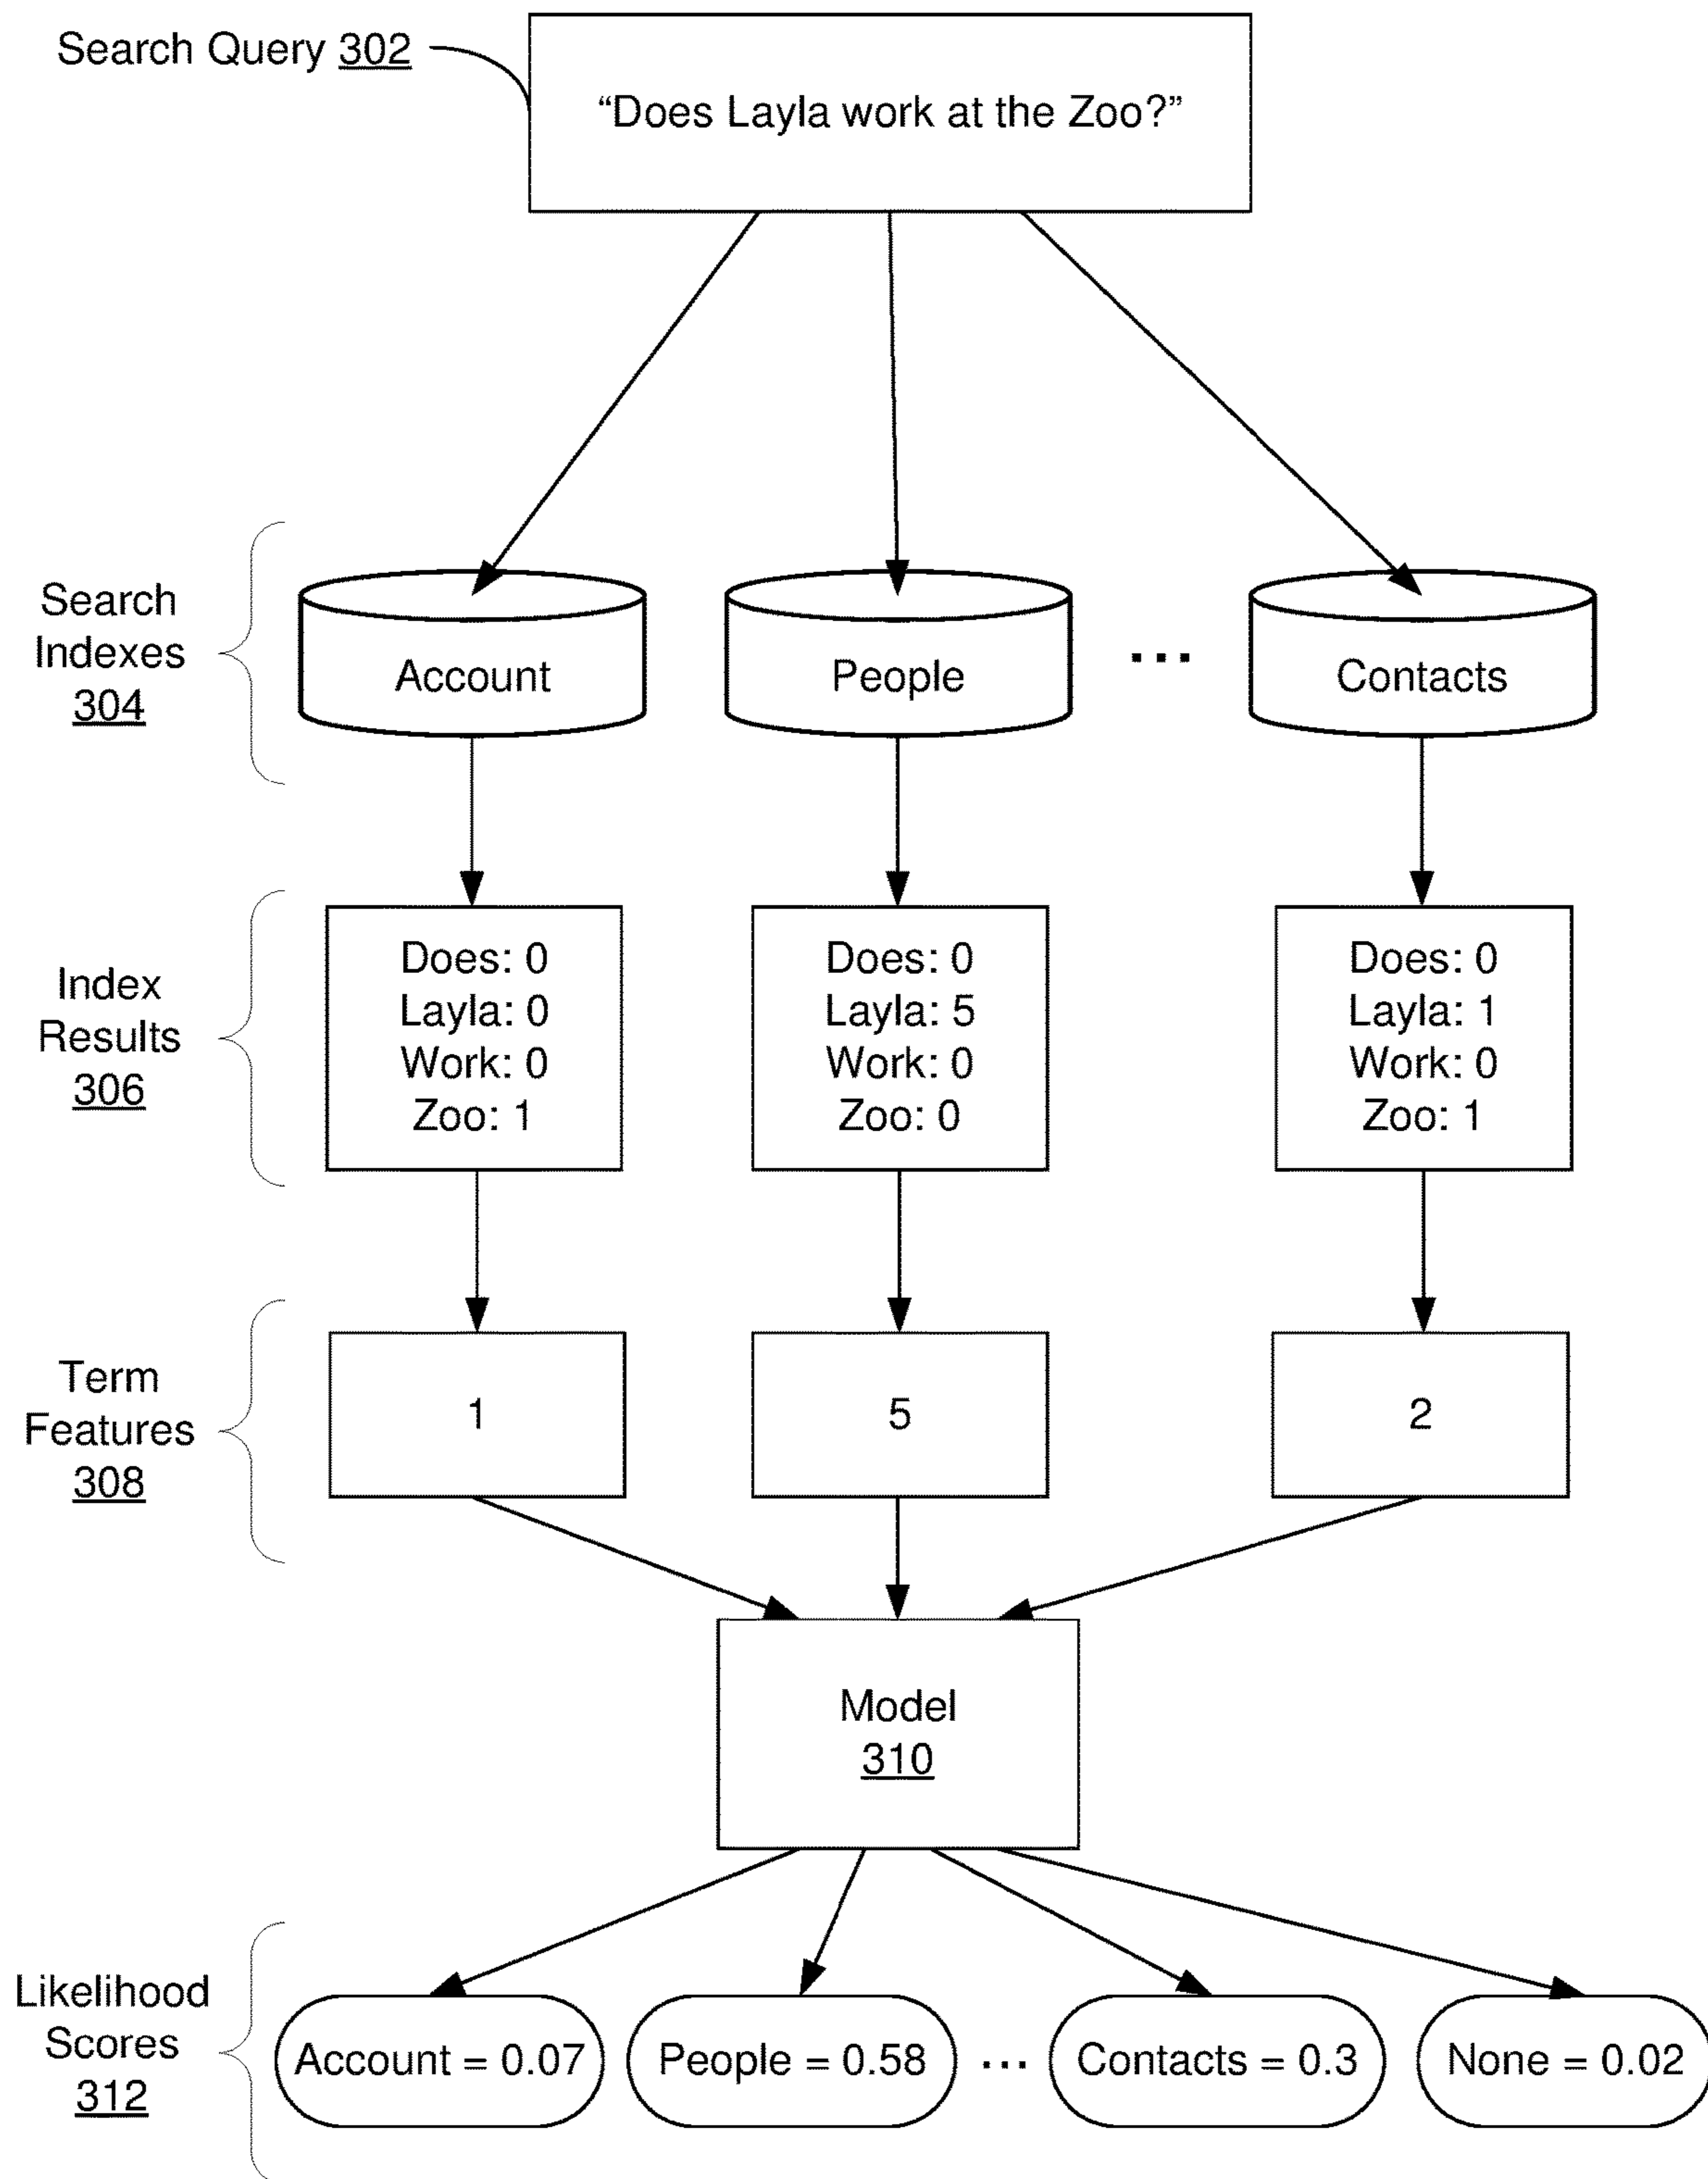 Search Query 302
“Does Layla work at the Zoo?”
Search
Indexes
304
Account
People
...
Contacts
Index
Results
306
Does: 0
Layla: 0
Work: 0
Zoo: 1
Does: 0
Layla: 5
Work: 0
Zoo: 0
Does: 0
Layla: 1
Work: 0
Zoo: 1
Term
Features
308
1
5
2
Model
310
Likelihood
Scores
312
Account = 0.07
People = 0.58
...
Contacts = 0.3
None = 0.02